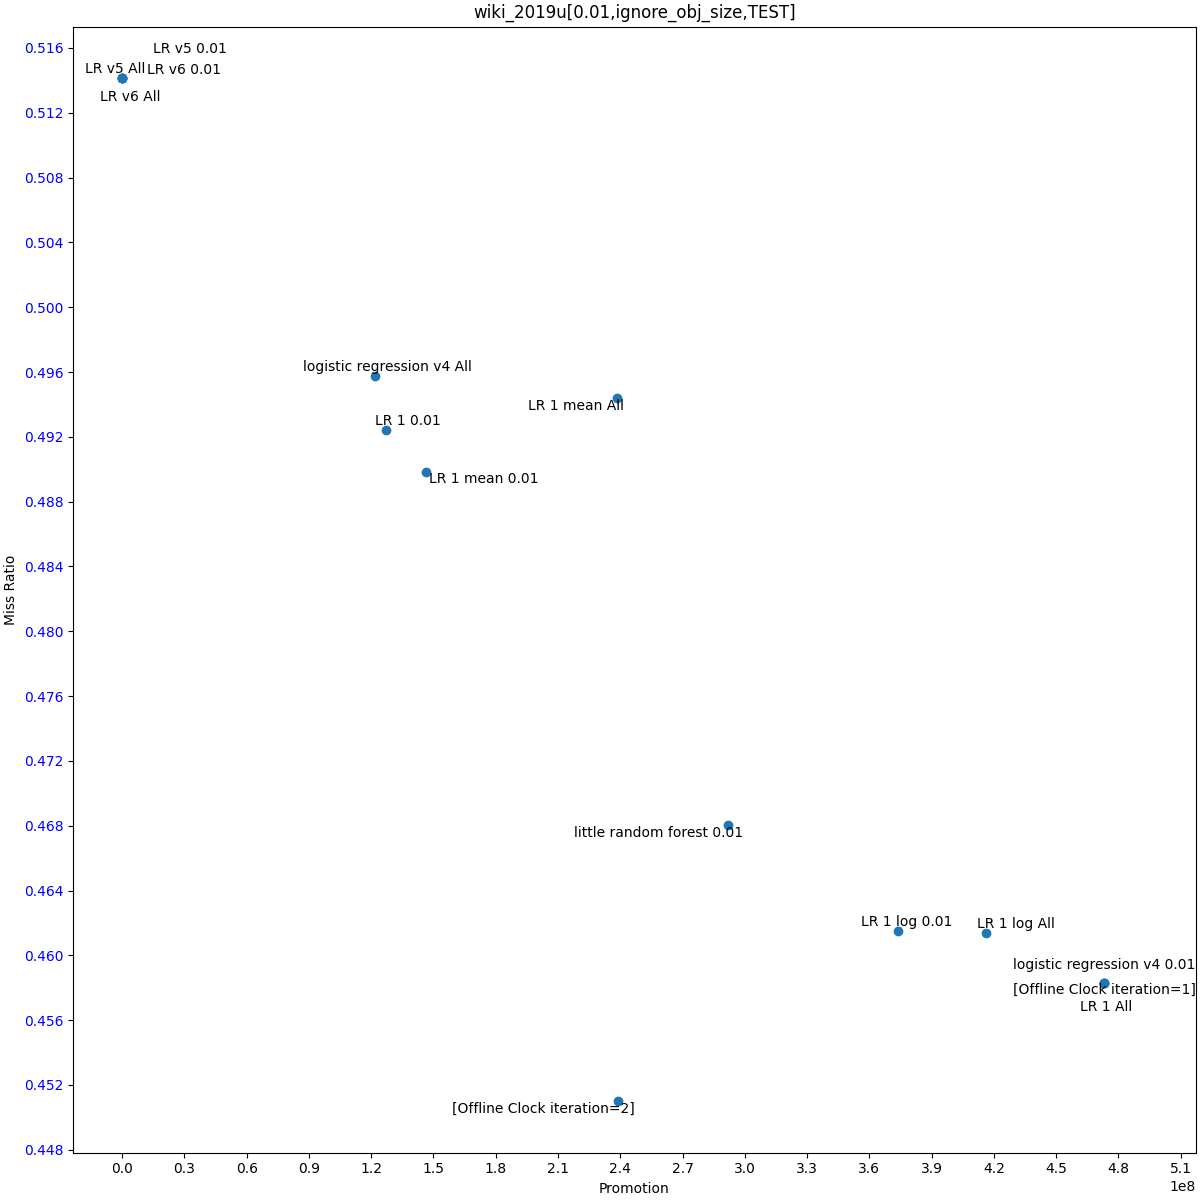 wiki_2019u[0.01,ignore_obj_size,TEST]
0.516
LR v5 0.01
LR v5 All
LR v6 0.01
LR v6 All
0.512
0.508
0.504
0.500
logistic regression v4 All
0.496
LR 1 mean All
LR 1 0.01
0.492
LR 1 mean 0.01
0.488
0.484
Miss Ratio
0.480
0.476
0.472
0.468
little random forest 0.01
0.464
LR 1 log 0.01
LR 1 log All
0.460
logistic regression v4 0.01
[Offline Clock iteration=1]
LR 1 All
0.456
0.452
[Offline Clock iteration=2]
0.448
0.0 0.3 0.6 0.9 1.2 1.5 1.8 2.1 2.4 2.7 3.0 3.3 3.6 3.9 4.2 4.5 4.8 5.1
1e8
Promotion